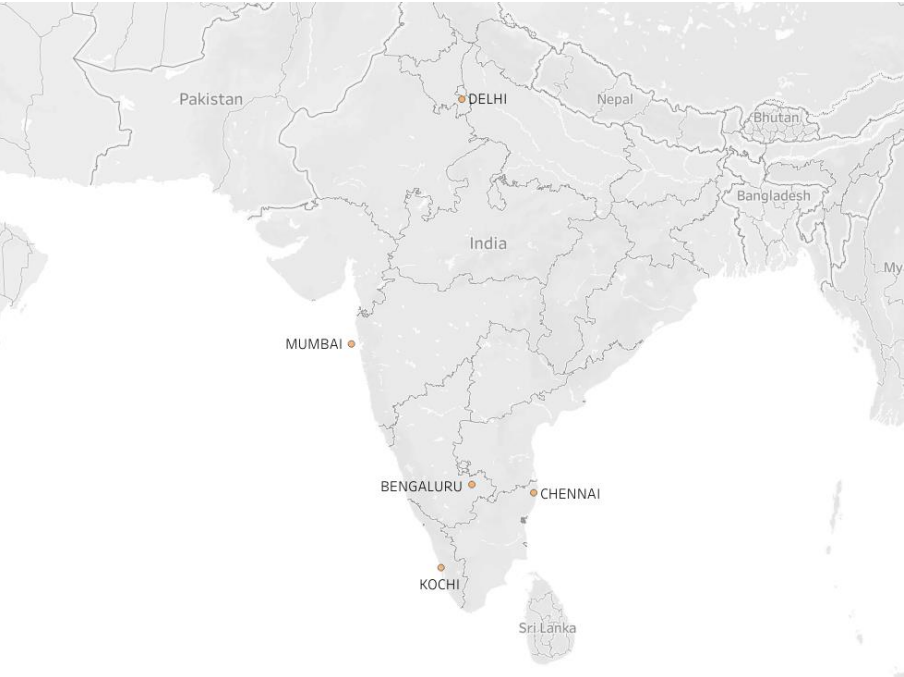 Pakistan
DELHI
Nepal
Bhutan
Bangladesh
India
My
MUMBAI
BENGALURU
CHENNAI
KOCHI
Sri Lanka